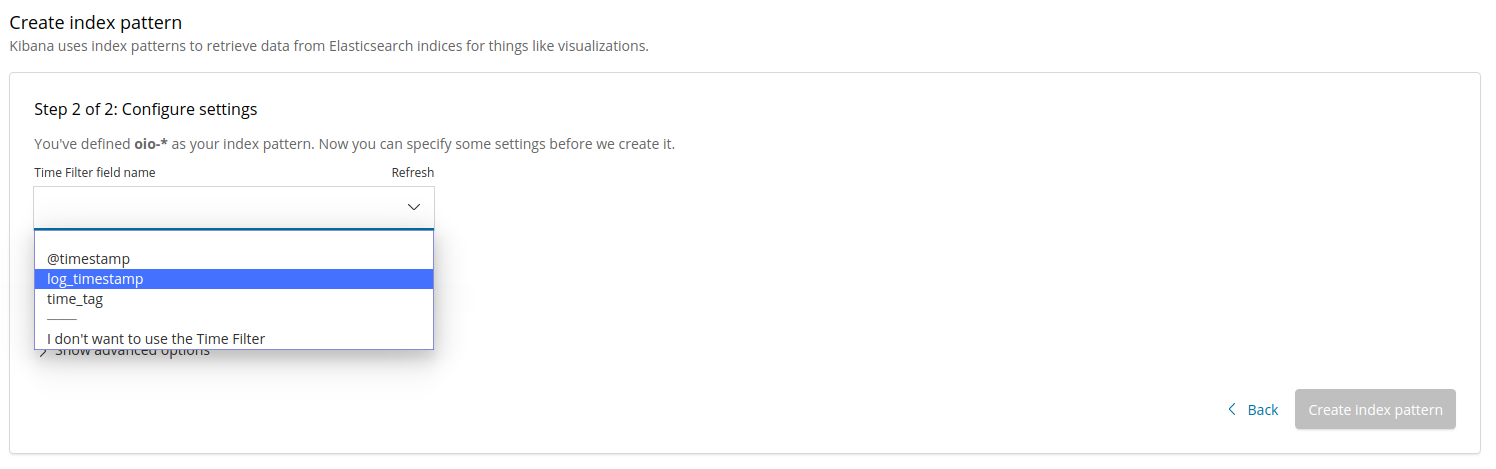 Create index pattern
Kibana uses index patterns to retrieve data from Elasticsearch indices for things like visualizations.
Step 2 of 2: Configure settings
You've defined oio-* as your index pattern. Now you can specify some settings before we create it.
Time Filter field name Refresh
@timestamp
log_timestamp
time_tag
I don't want to use the Time Filter
Show advanced options
Back Create index pattern